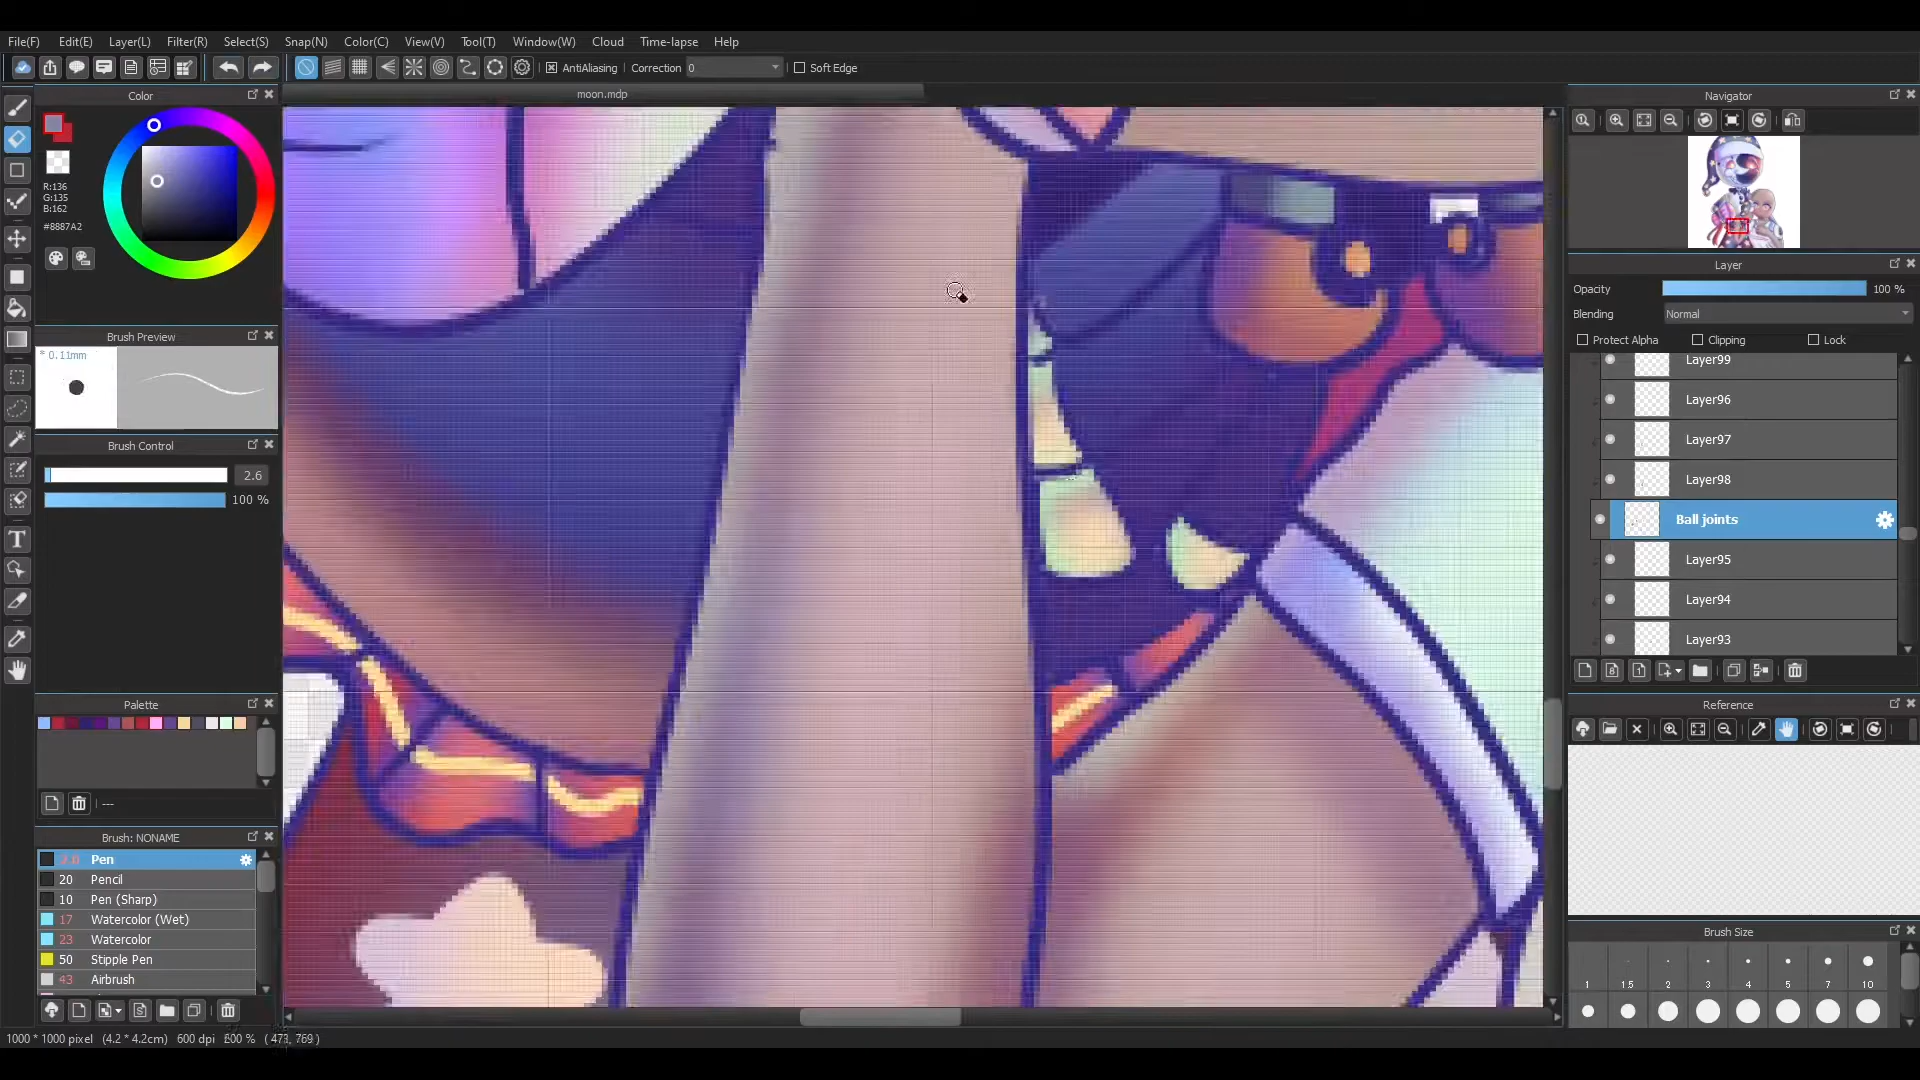 File(F) Edit(E) Layer(L) Filter(R) Select(S) Snap(N) Color(C) View(V) Tool(T) Window(W) Cloud Time-lapse Help
AntiAliasing Correction 0 Soft Edge
Color
moon.mdp
Navigator
R:136
G:135
B:162
#8887A2
Layer
Opacity 100 %
Blending Normal
Protect Alpha Clipping Lock
Brush Preview
* 0.11mm
Layer99
Layer96
Layer97
Layer98
Ball joints
Layer95
Layer94
Layer93
Brush Control
2.6
100 %
Palette
---
Reference
Brush: NONAME
Pen
20 Pencil
10 Pen (Sharp)
17 Watercolor (Wet)
23 Watercolor
50 Stipple Pen
43 Airbrush
Brush Size
1 1.5 2 3 4 5 7 10
1000 * 1000 pixel (4.2 * 4.2cm) 600 dpi ( 473, 769 )